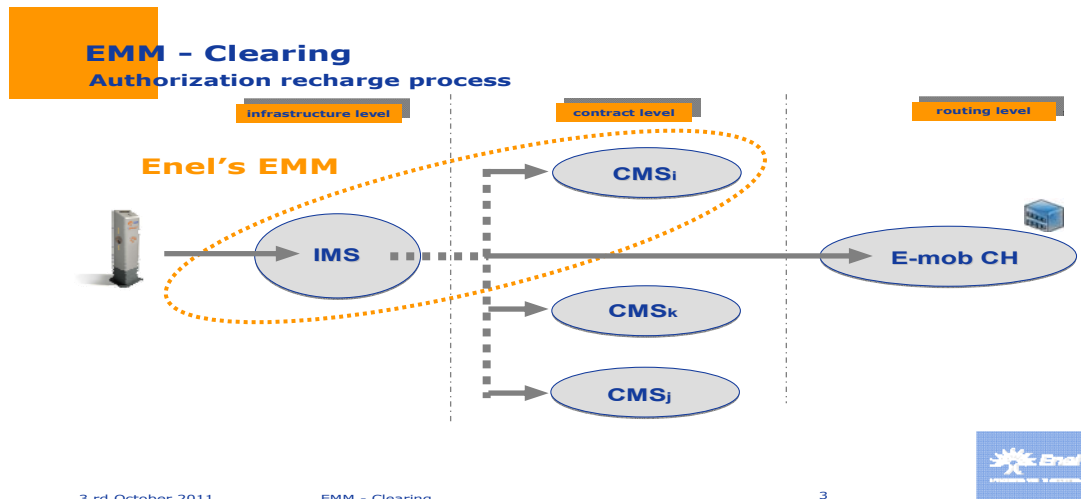 EMM – Clearing
Authorization recharge process
infrastructure level
contract level
routing level
Enel's EMM
CMSi
IMS
E-mob CH
CMSk
CMSj
Enel
3 rd October 2011
EMM - Clearing
3